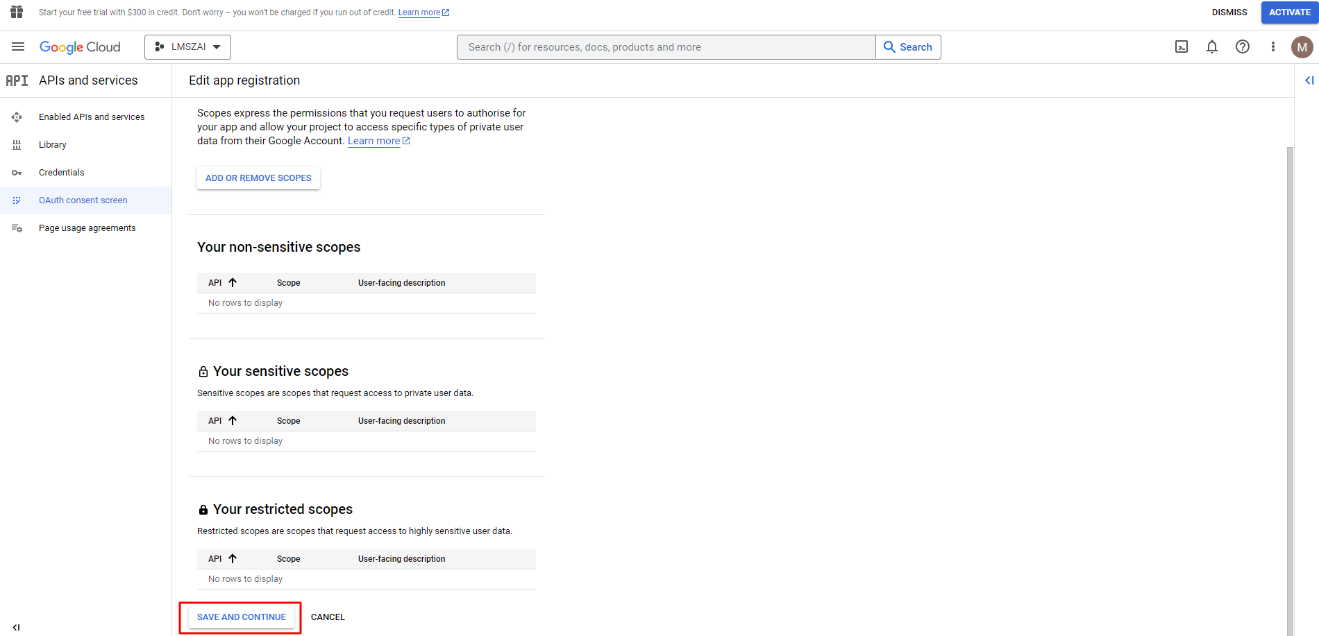 Start your free trial with $300 in credit. Don't worry – you won't be charged if you run out of credit. Learn more
DISMISS
ACTIVATE
Google Cloud
LMSZAI
Search (/) for resources, docs, products and more
Search
M
API APIs and services
Edit app registration
Enabled APIs and services
Library
Credentials
OAuth consent screen
Page usage agreements
Scopes express the permissions that you request users to authorise for
your app and allow your project to access specific types of private user
data from their Google Account. Learn more
ADD OR REMOVE SCOPES
Your non-sensitive scopes
API Scope User-facing description
No rows to display
Your sensitive scopes
Sensitive scopes are scopes that request access to private user data.
API Scope User-facing description
No rows to display
Your restricted scopes
Restricted scopes are scopes that request access to highly sensitive user data.
API Scope User-facing description
No rows to display
SAVE AND CONTINUE
CANCEL